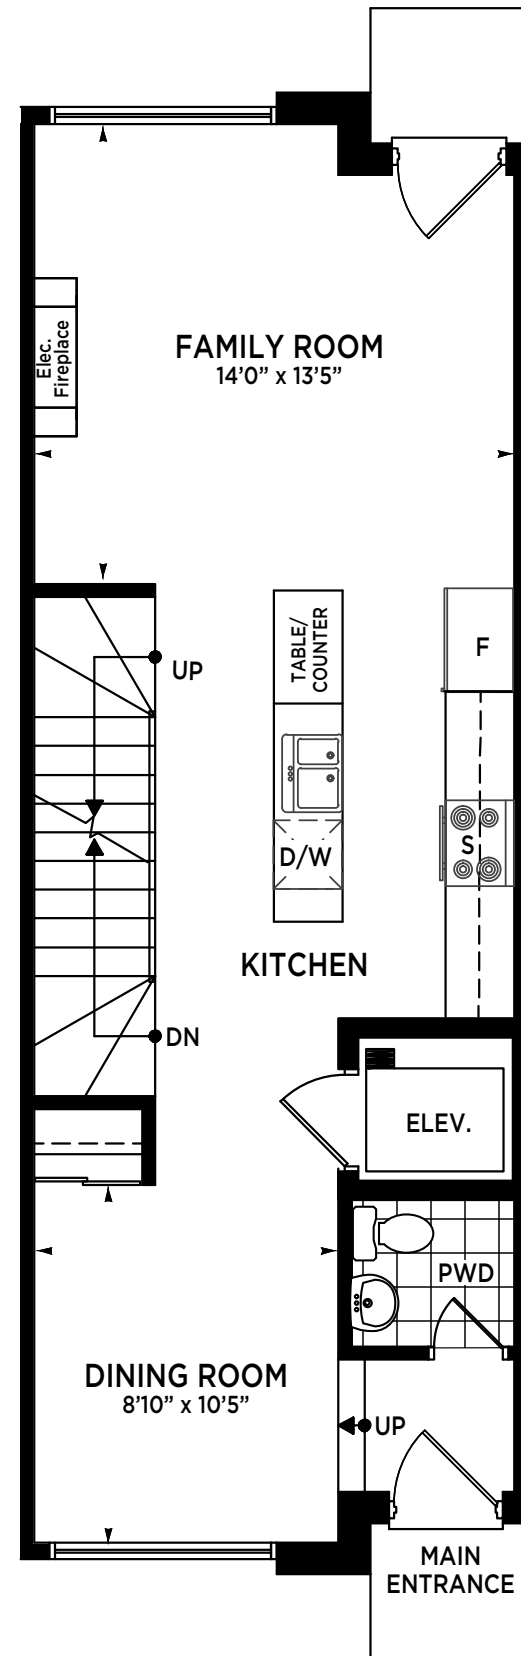 Elec.
Fireplace
FAMILY ROOM
14’0” x 13’5”
TABLE/
COUNTER
F
UP
D/W
S
KITCHEN
DN
ELEV.
PWD
DINING ROOM
8’10” x 10’5”
UP
MAIN
ENTRANCE